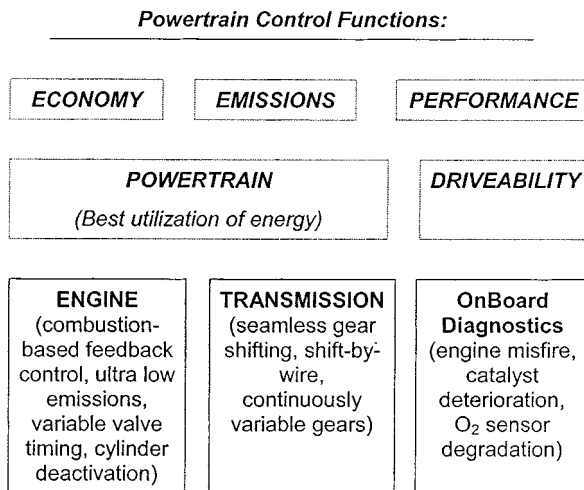 Powertrain Control Functions:
ECONOMY
EMISSIONS
PERFORMANCE
POWERTRAIN
(Best utilization of energy)
DRIVEABILITY
ENGINE
(combustion-
based feedback
control, ultra low
emissions,
variable valve
timing, cylinder
deactivation)
TRANSMISSION
(seamless gear
shifting, shift-by-
wire,
continuously
variable gears)
OnBoard
Diagnostics
(engine misfire,
catalyst
deterioration,
O₂ sensor
degradation)